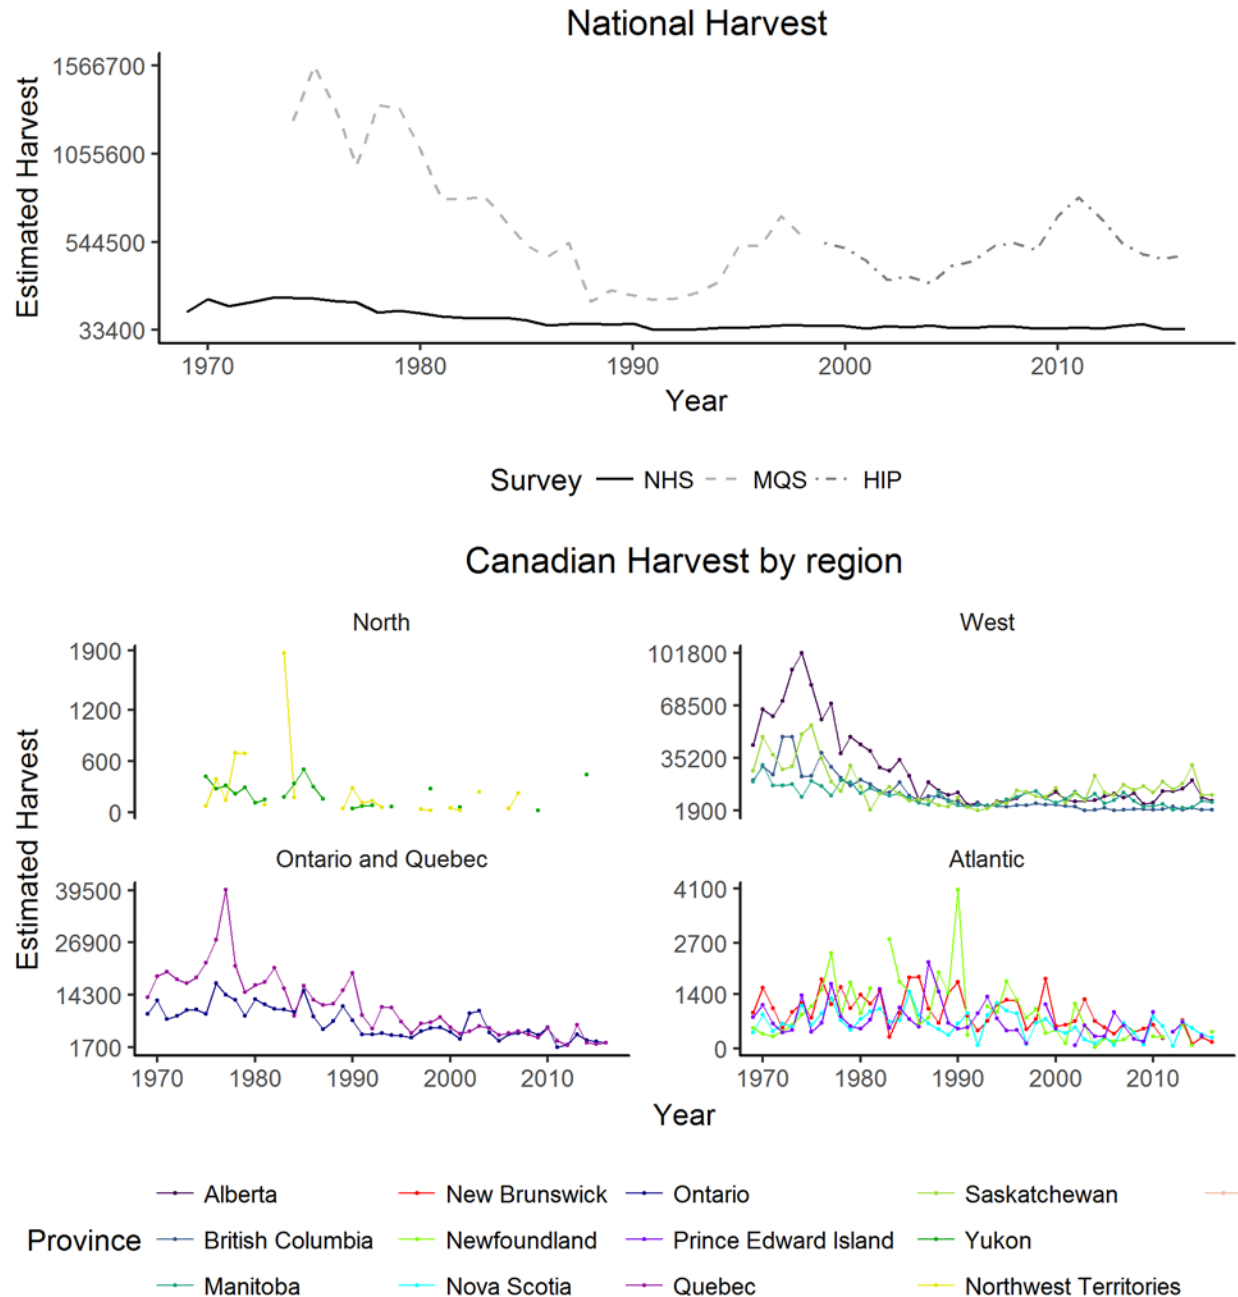 National Harvest
Estimated Harvest
1566700
1055600
544500
33400
1970 1980 1990 2000 2010
Year
Survey NHS MQS HIP
Canadian Harvest by region
North West
Estimated Harvest
1900
1200
600
0
101800
68500
35200
1900
Ontario and Quebec Atlantic
39500
26900
14300
1700
4100
2700
1400
0
1970 1980 1990 2000 2010 1970 1980 1990 2000 2010
Year
Province
Alberta New Brunswick Ontario Saskatchewan
British Columbia Newfoundland Prince Edward Island Yukon
Manitoba Nova Scotia Quebec Northwest Territories